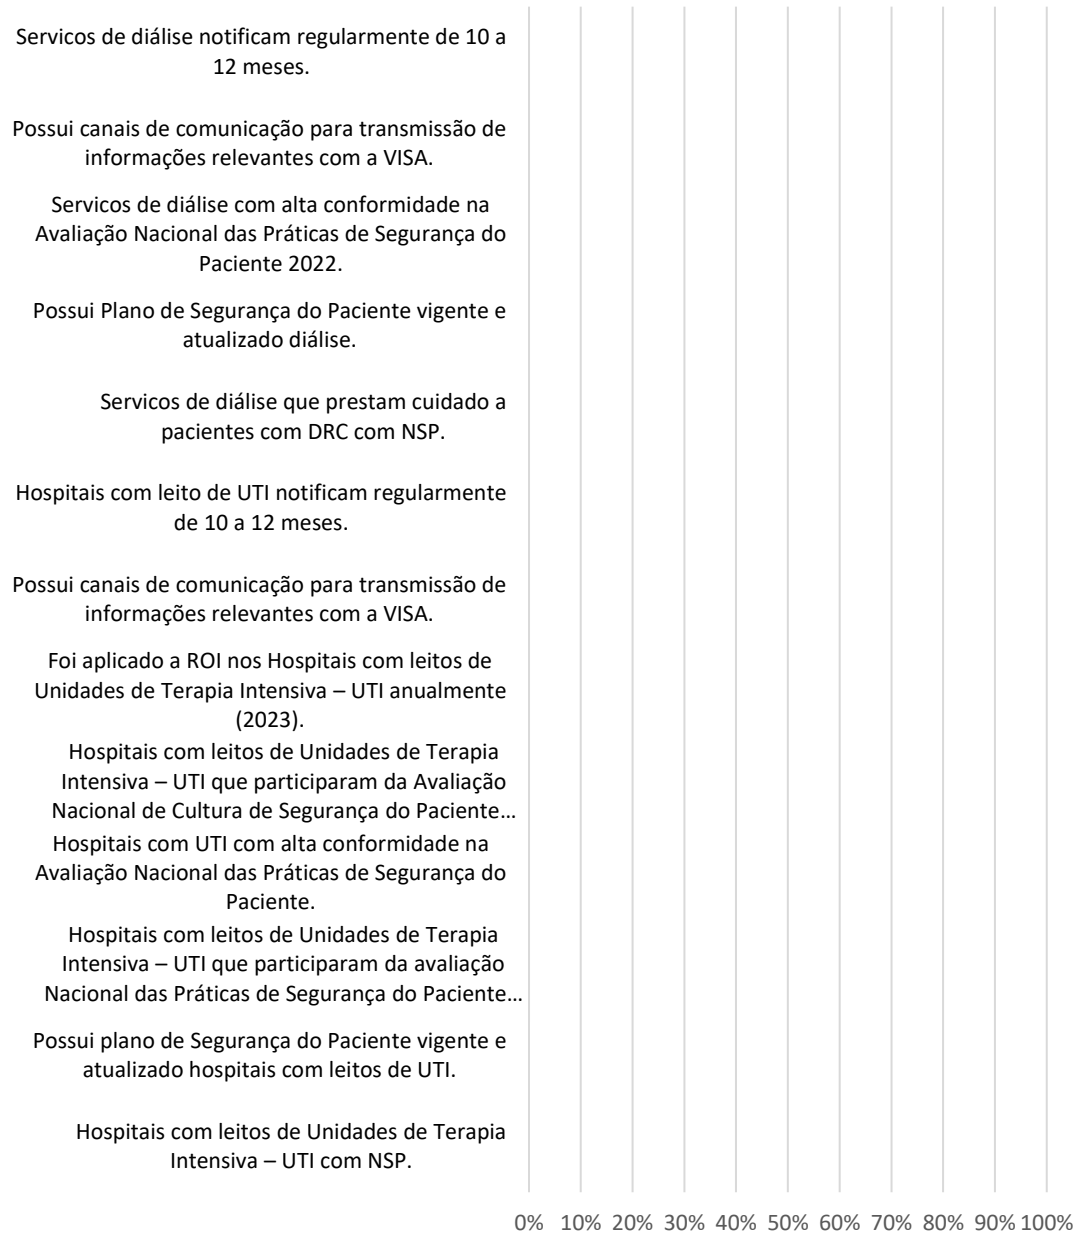 Servicos de diálise notificam regularmente de 10 a
12 meses.
Possui canais de comunicação para transmissão de
informações relevantes com a VISA.
Servicos de diálise com alta conformidade na
Avaliação Nacional das Práticas de Segurança do
Paciente 2022.
Possui Plano de Segurança do Paciente vigente e
atualizado diálise.
Servicos de diálise que prestam cuidado a
pacientes com DRC com NSP.
Hospitais com leito de UTI notificam regularmente
de 10 a 12 meses.
Possui canais de comunicação para transmissão de
informações relevantes com a VISA.
Foi aplicado a ROI nos Hospitais com leitos de
Unidades de Terapia Intensiva – UTI anualmente
(2023).
Hospitais com leitos de Unidades de Terapia
Intensiva – UTI que participaram da Avaliação
Nacional de Cultura de Segurança do Paciente...
Hospitais com UTI com alta conformidade na
Avaliação Nacional das Práticas de Segurança do
Paciente.
Hospitais com leitos de Unidades de Terapia
Intensiva – UTI que participaram da avaliação
Nacional das Práticas de Segurança do Paciente...
Possui plano de Segurança do Paciente vigente e
atualizado hospitais com leitos de UTI.
Hospitais com leitos de Unidades de Terapia
Intensiva – UTI com NSP.
0% 10% 20% 30% 40% 50% 60% 70% 80% 90% 100%